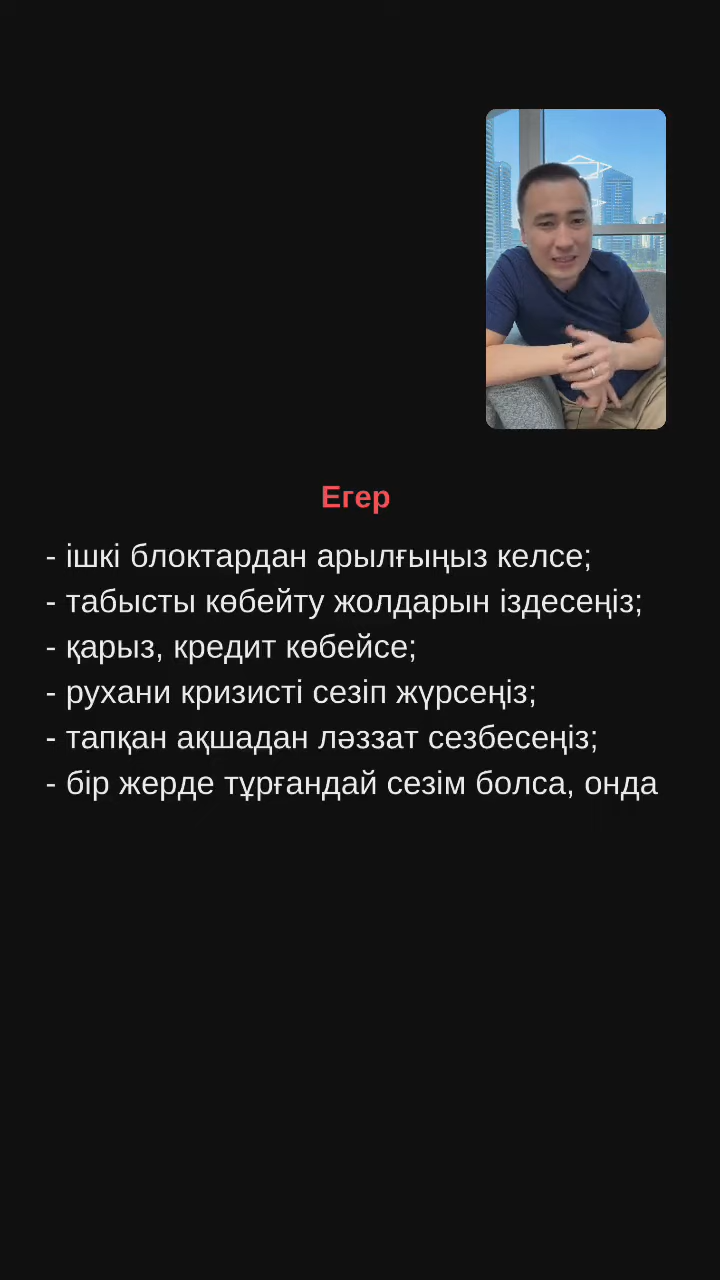 Егер
- ішкі блоктардан арылғыңыз келсе;
- табысты көбейту жолдарын іздесеңіз;
- қарыз, кредит көбейсе;
- рухани кризисті сезіп жүрсеңіз;
- тапқан ақшадан ләззат сезбесеңіз;
- бір жерде тұрғандай сезім болса, онда